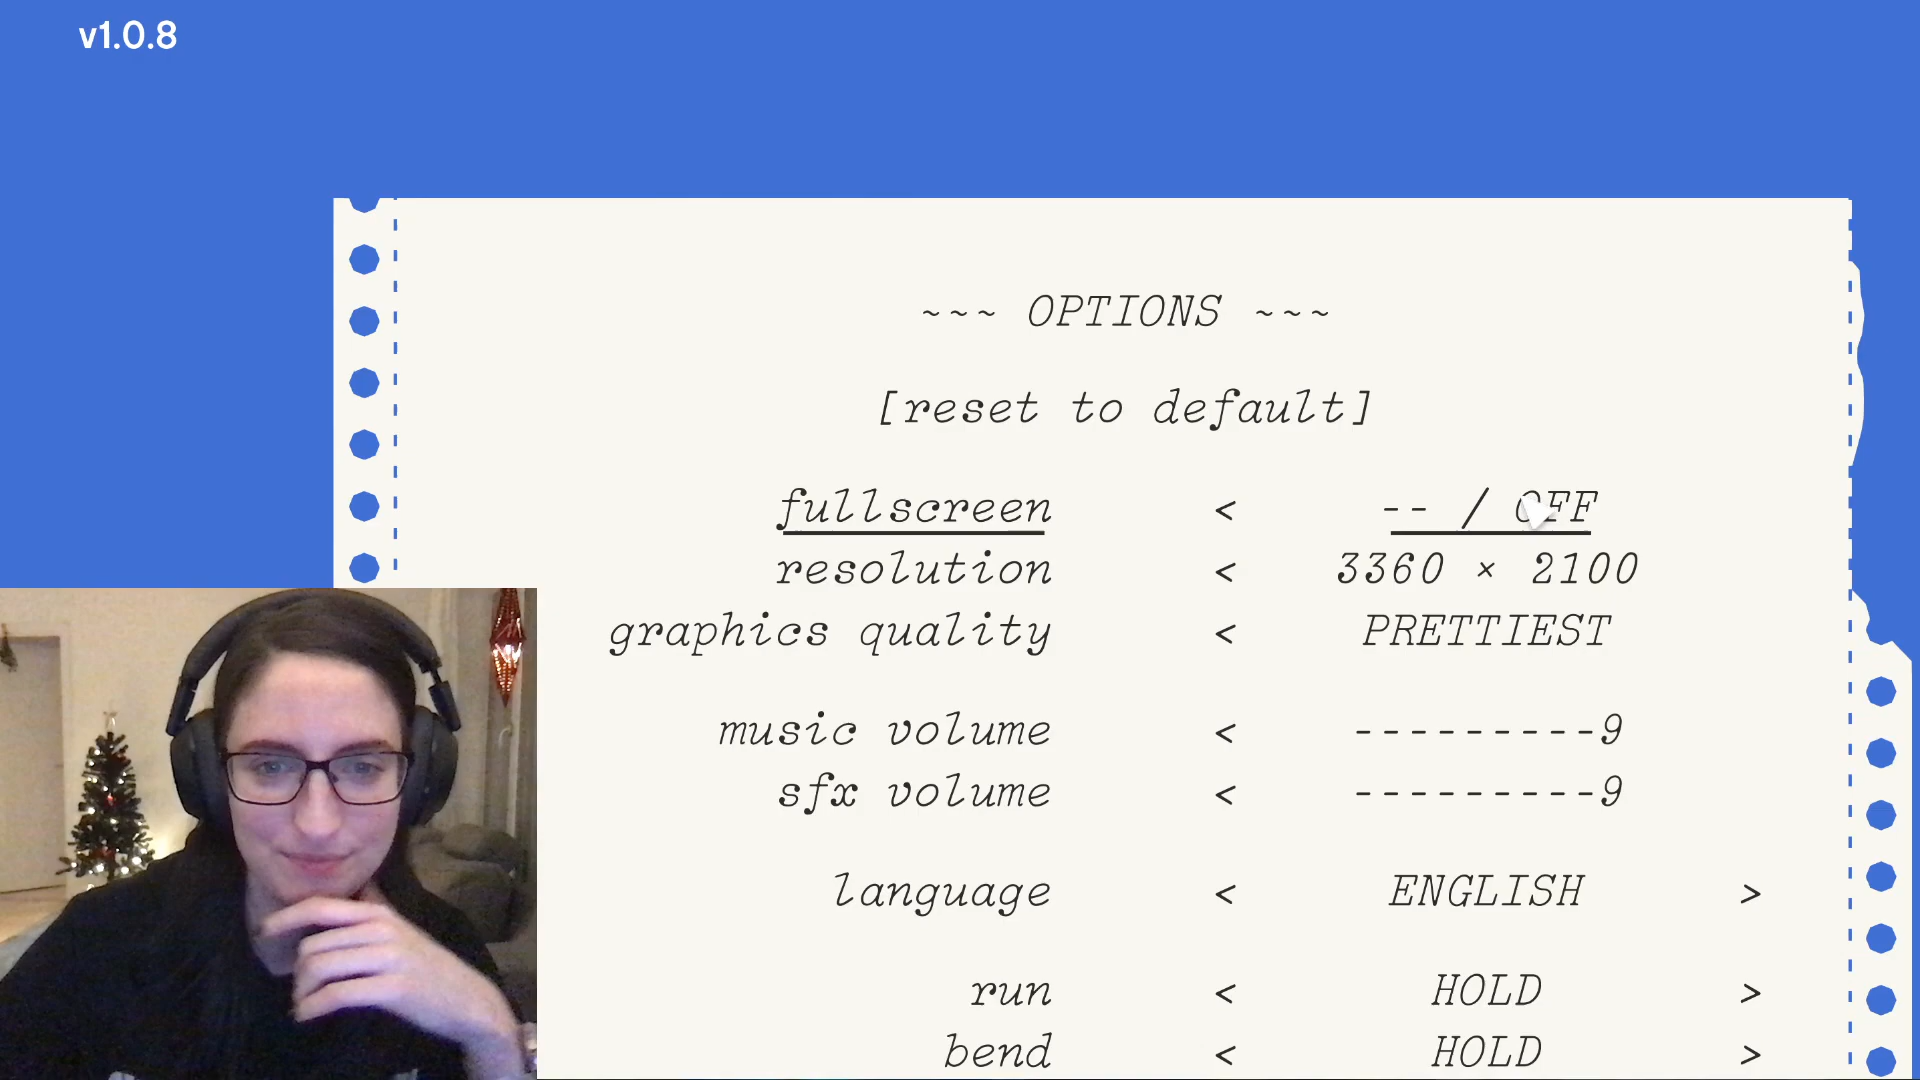 v1.0.8
~~~ OPTIONS ~~~
[reset to default]
fullscreen < -- / OFF
resolution < 3360 × 2100
graphics quality < PRETTIEST
music volume < ---------9
sfx volume < ---------9
language < ENGLISH >
run < HOLD >
bend < HOLD >